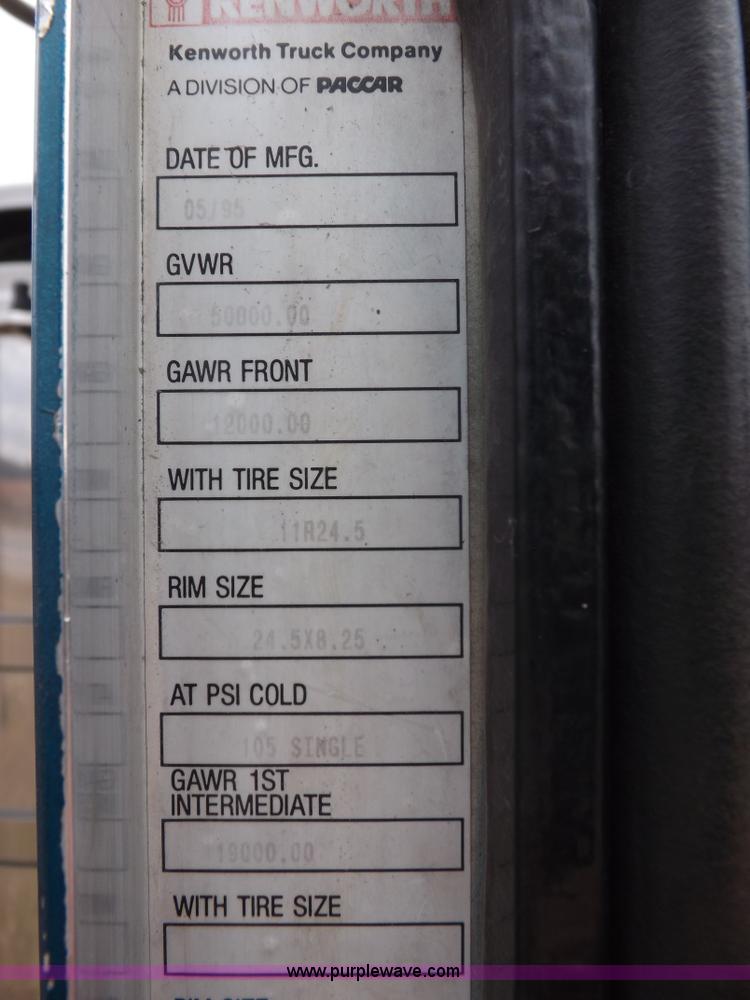 KENWORTH
Kenworth Truck Company
A DIVISION OF PACCAR
DATE OF MFG.
05/95
GVWR
50000.00
GAWR FRONT
12000.00
WITH TIRE SIZE
11R24.5
RIM SIZE
24.5X8.25
AT PSI COLD
105 SINGLE
GAWR 1ST
INTERMEDIATE
19000.00
WITH TIRE SIZE
www.purplewave.com
RIM SIZE